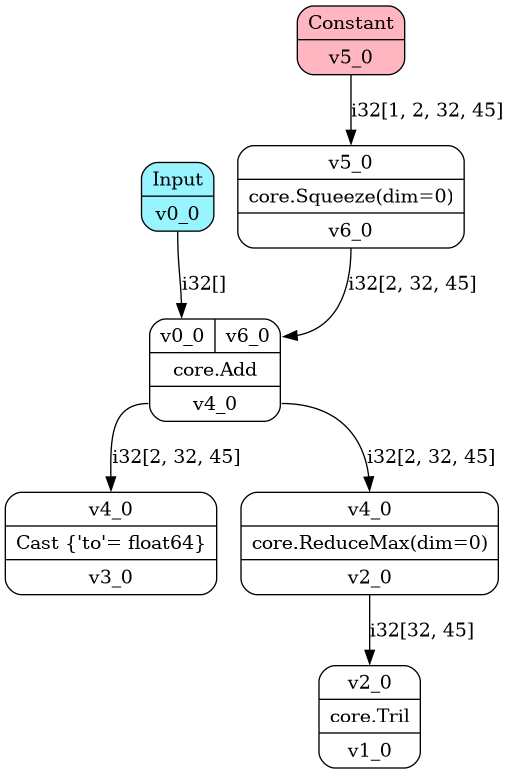 Constant
v5_0
i32[1, 2, 32, 45]
Input
v0_0
v5_0
core.Squeeze(dim=0)
v6_0
i32[]
i32[2, 32, 45]
v0_0 v6_0
core.Add
v4_0
i32[2, 32, 45]
i32[2, 32, 45]
v4_0
Cast {'to'= float64}
v3_0
v4_0
core.ReduceMax(dim=0)
v2_0
i32[32, 45]
v2_0
core.Tril
v1_0